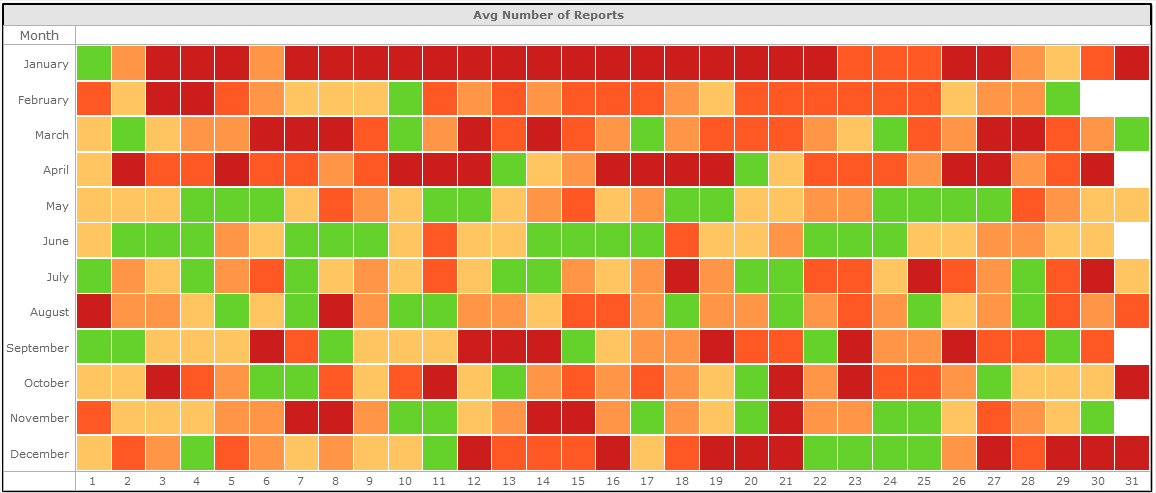 Avg Number of Reports
Month
January
February
March
April
May
June
July
August
September
October
November
December
1 2 3 4 5 6 7 8 9 10 11 12 13 14 15 16 17 18 19 20 21 22 23 24 25 26 27 28 29 30 31